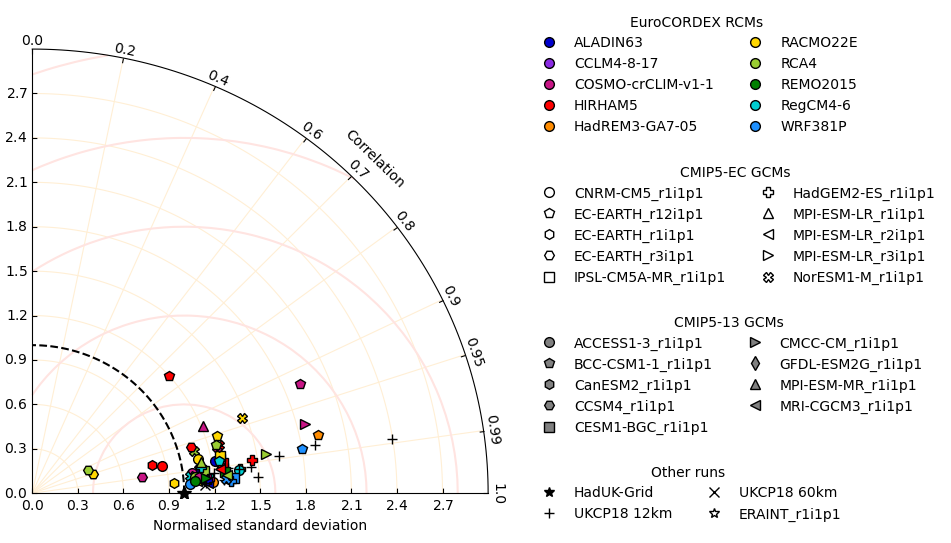 0.0
0.2
0.4
0.6
Correlation
0.7
0.8
0.9
0.95
0.99
1.0
2.7
2.4
2.1
1.8
1.5
1.2
0.9
0.6
0.3
0.0
0.0 0.3 0.6 0.9 1.2 1.5 1.8 2.1 2.4 2.7
Normalised standard deviation
EuroCORDEX RCMs
ALADIN63 RACMO22E
CCLM4-8-17 RCA4
COSMO-crCLIM-v1-1 REMO2015
HIRHAM5 RegCM4-6
HadREM3-GA7-05 WRF381P
CMIP5-EC GCMs
CNRM-CM5_r1i1p1 HadGEM2-ES_r1i1p1
EC-EARTH_r12i1p1 MPI-ESM-LR_r1i1p1
EC-EARTH_r1i1p1 MPI-ESM-LR_r2i1p1
EC-EARTH_r3i1p1 MPI-ESM-LR_r3i1p1
IPSL-CM5A-MR_r1i1p1 NorESM1-M_r1i1p1
CMIP5-13 GCMs
ACCESS1-3_r1i1p1 CMCC-CM_r1i1p1
BCC-CSM1-1_r1i1p1 GFDL-ESM2G_r1i1p1
CanESM2_r1i1p1 MPI-ESM-MR_r1i1p1
CCSM4_r1i1p1 MRI-CGCM3_r1i1p1
CESM1-BGC_r1i1p1
Other runs
HadUK-Grid UKCP18 60km
UKCP18 12km ERAINT_r1i1p1